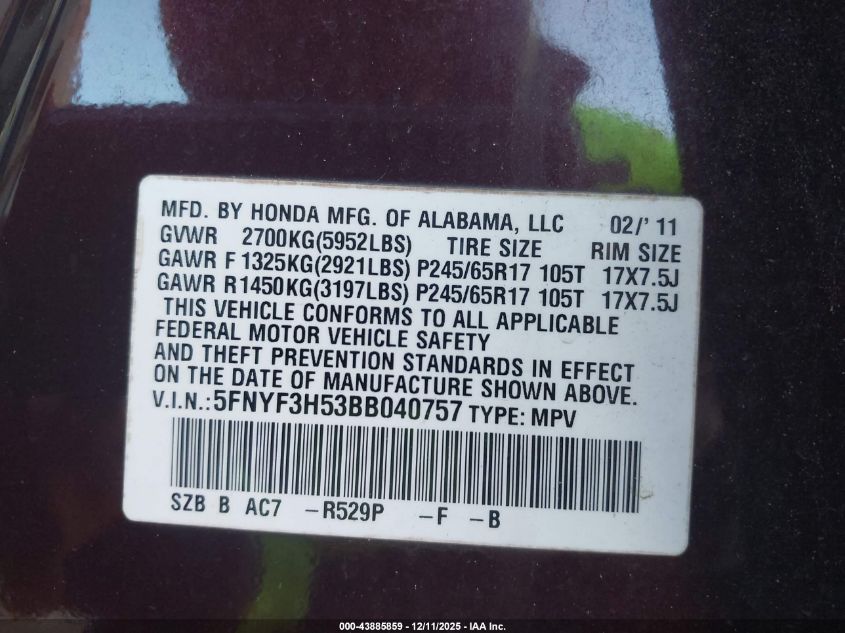 MFD. BY HONDA MFG. OF ALABAMA, LLC 02/' 11
GVWR 2700KG(5952LBS) TIRE SIZE RIM SIZE
GAWR F 1325KG(2921LBS) P245/65R17 105T 17X7.5J
GAWR R1450KG(3197LBS) P245/65R17 105T 17X7.5J
THIS VEHICLE CONFORMS TO ALL APPLICABLE
FEDERAL MOTOR VEHICLE SAFETY
AND THEFT PREVENTION STANDARDS IN EFFECT
ON THE DATE OF MANUFACTURE SHOWN ABOVE.
V.I.N.: 5FNYF3H53BB040757 TYPE: MPV
SZB B AC7 -R529P -F -B
000-43885859 - 12/11/2025 - IAA Inc.